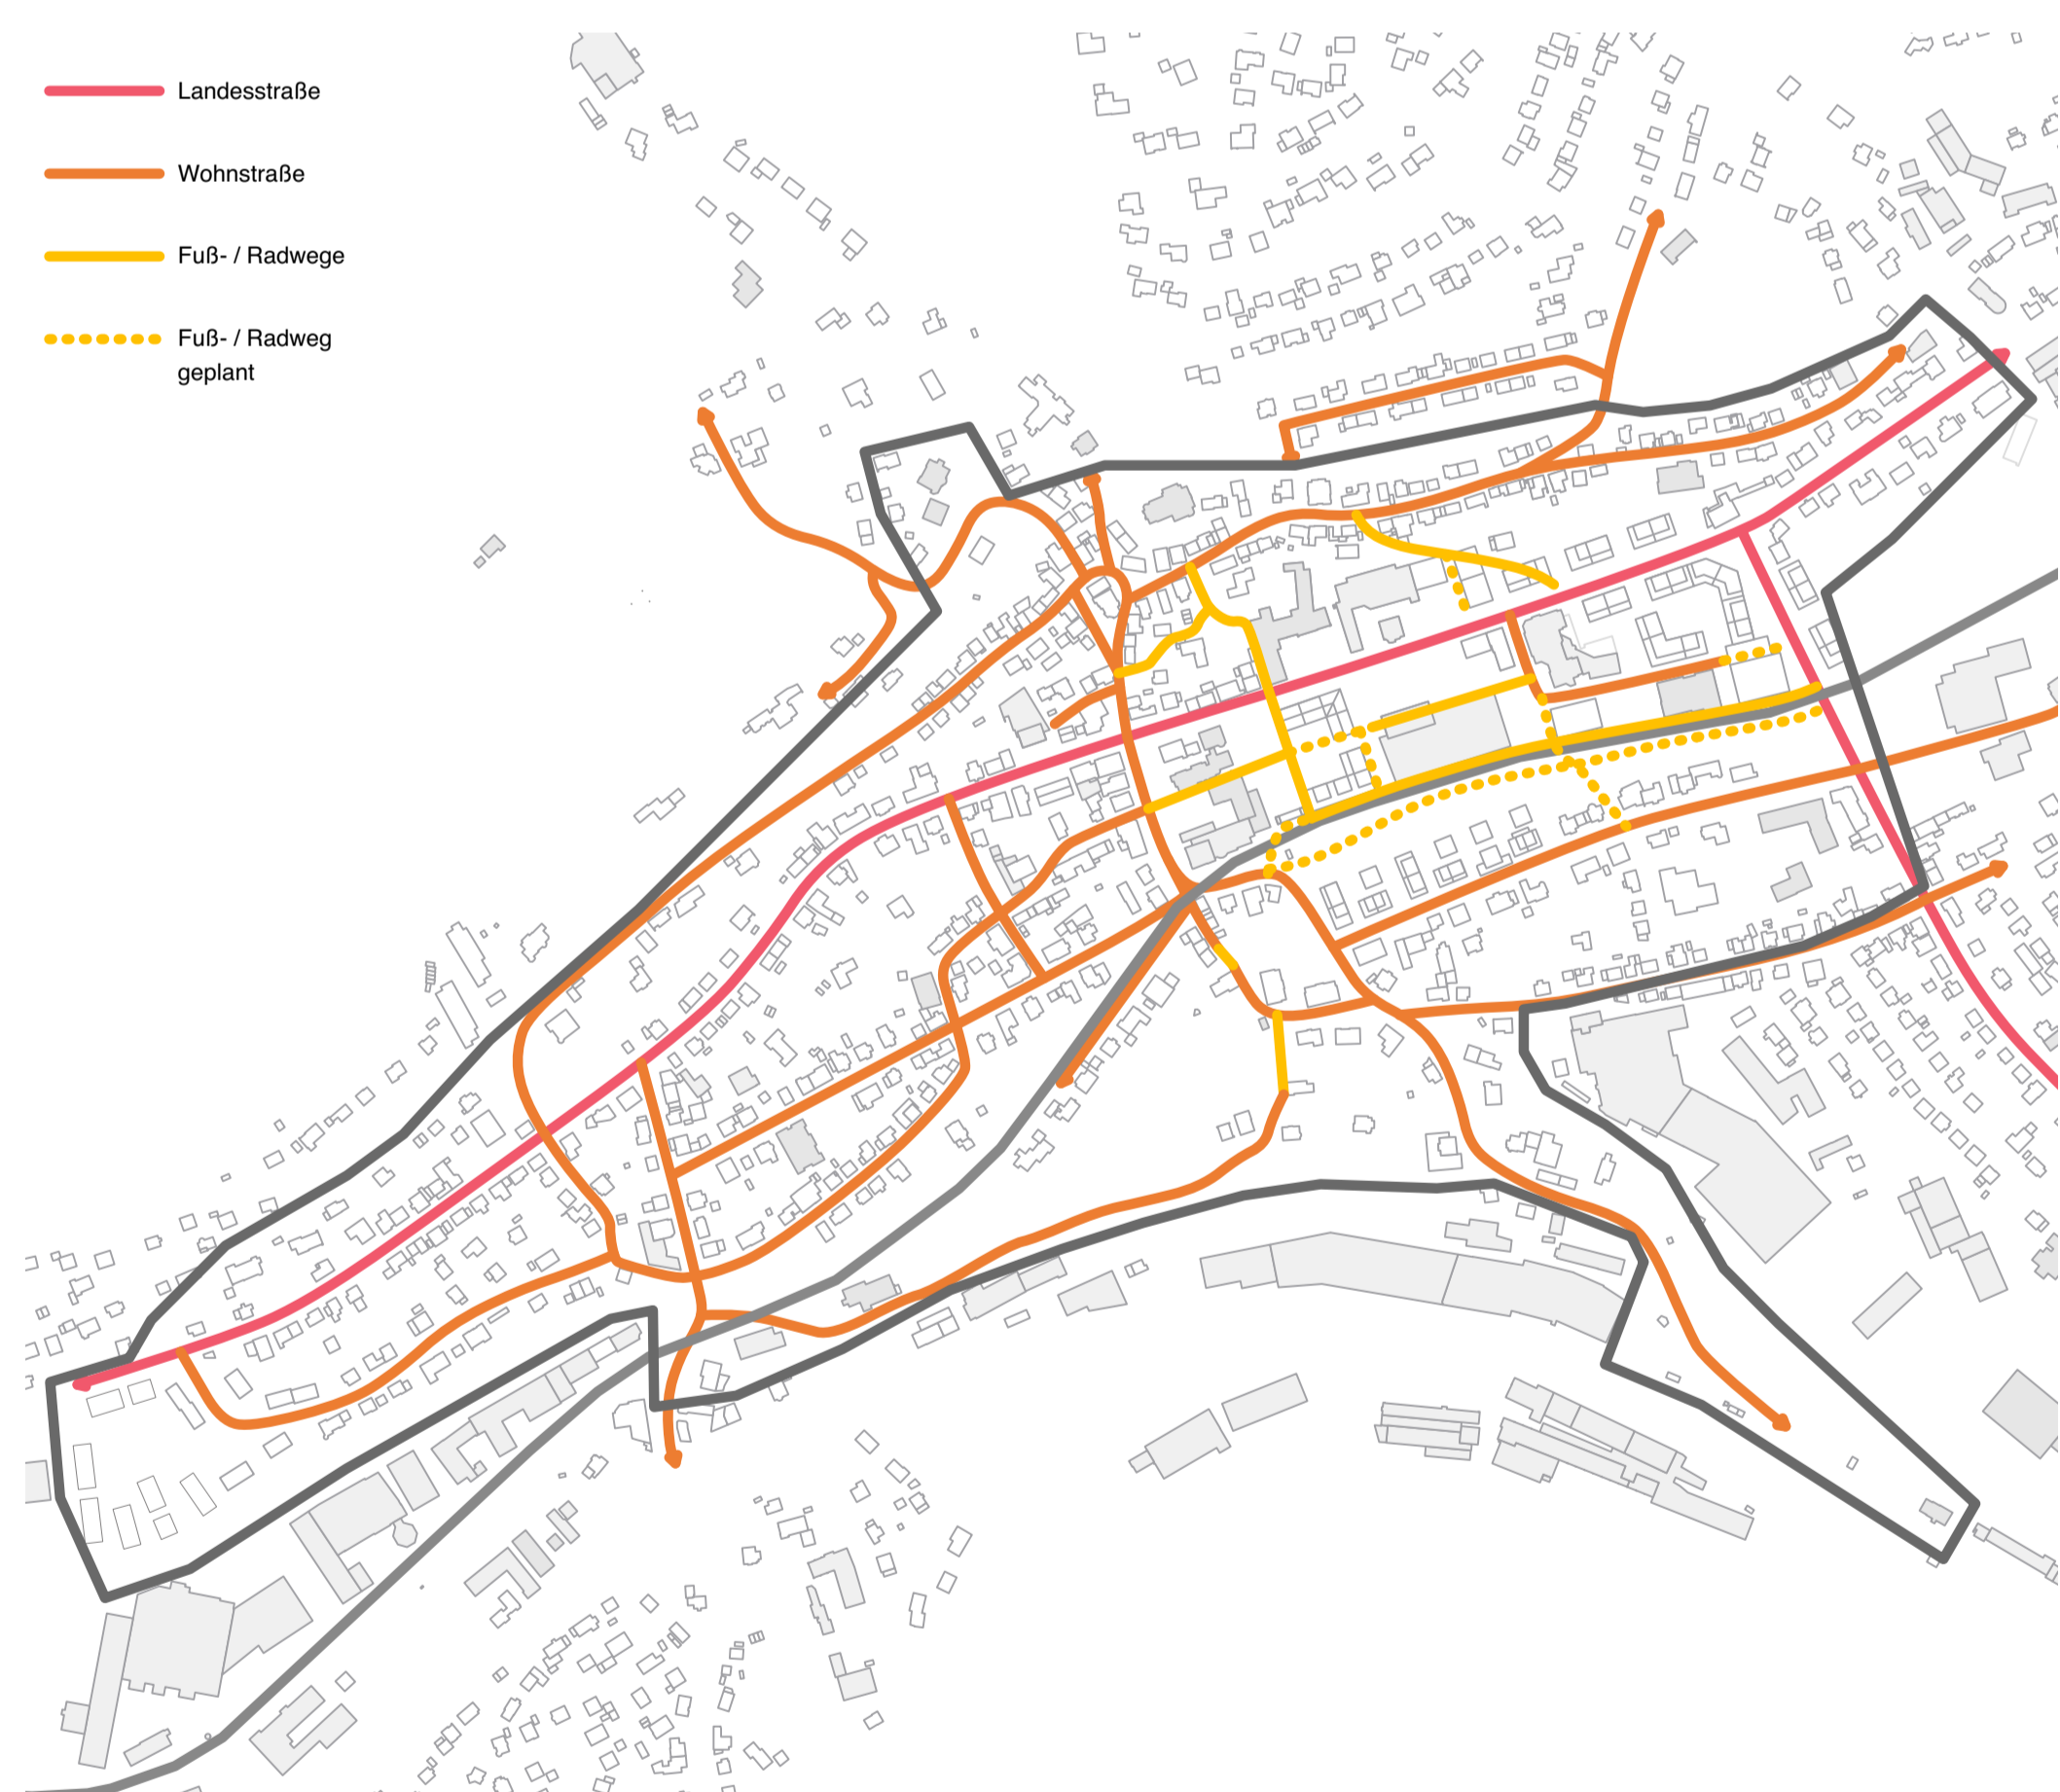 Landesstraße
Wohnstraße
Fuß- / Radwege
Fuß- / Radweg
geplant